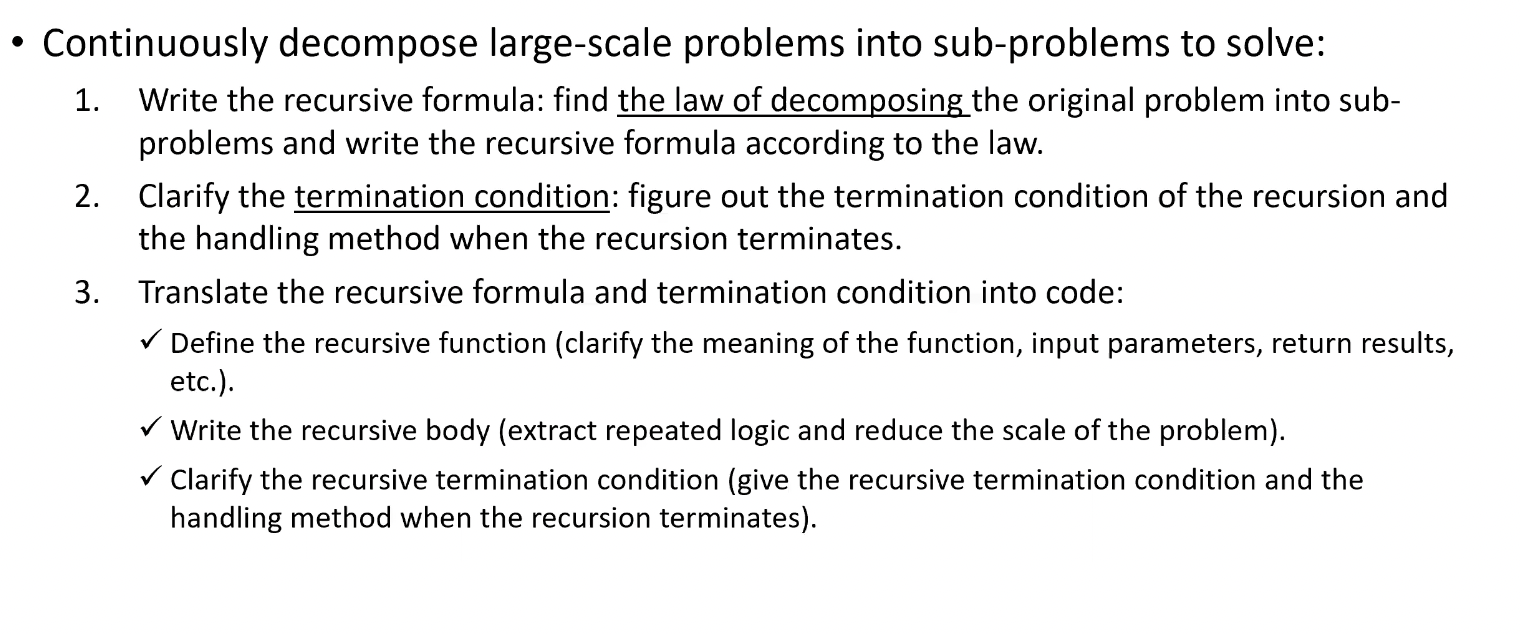 • Continuously decompose large-scale problems into sub-problems to solve:
1. Write the recursive formula: find the law of decomposing the original problem into sub-
problems and write the recursive formula according to the law.
2. Clarify the termination condition: figure out the termination condition of the recursion and
the handling method when the recursion terminates.
3. Translate the recursive formula and termination condition into code:
✓ Define the recursive function (clarify the meaning of the function, input parameters, return results,
etc.).
✓ Write the recursive body (extract repeated logic and reduce the scale of the problem).
✓ Clarify the recursive termination condition (give the recursive termination condition and the
handling method when the recursion terminates).